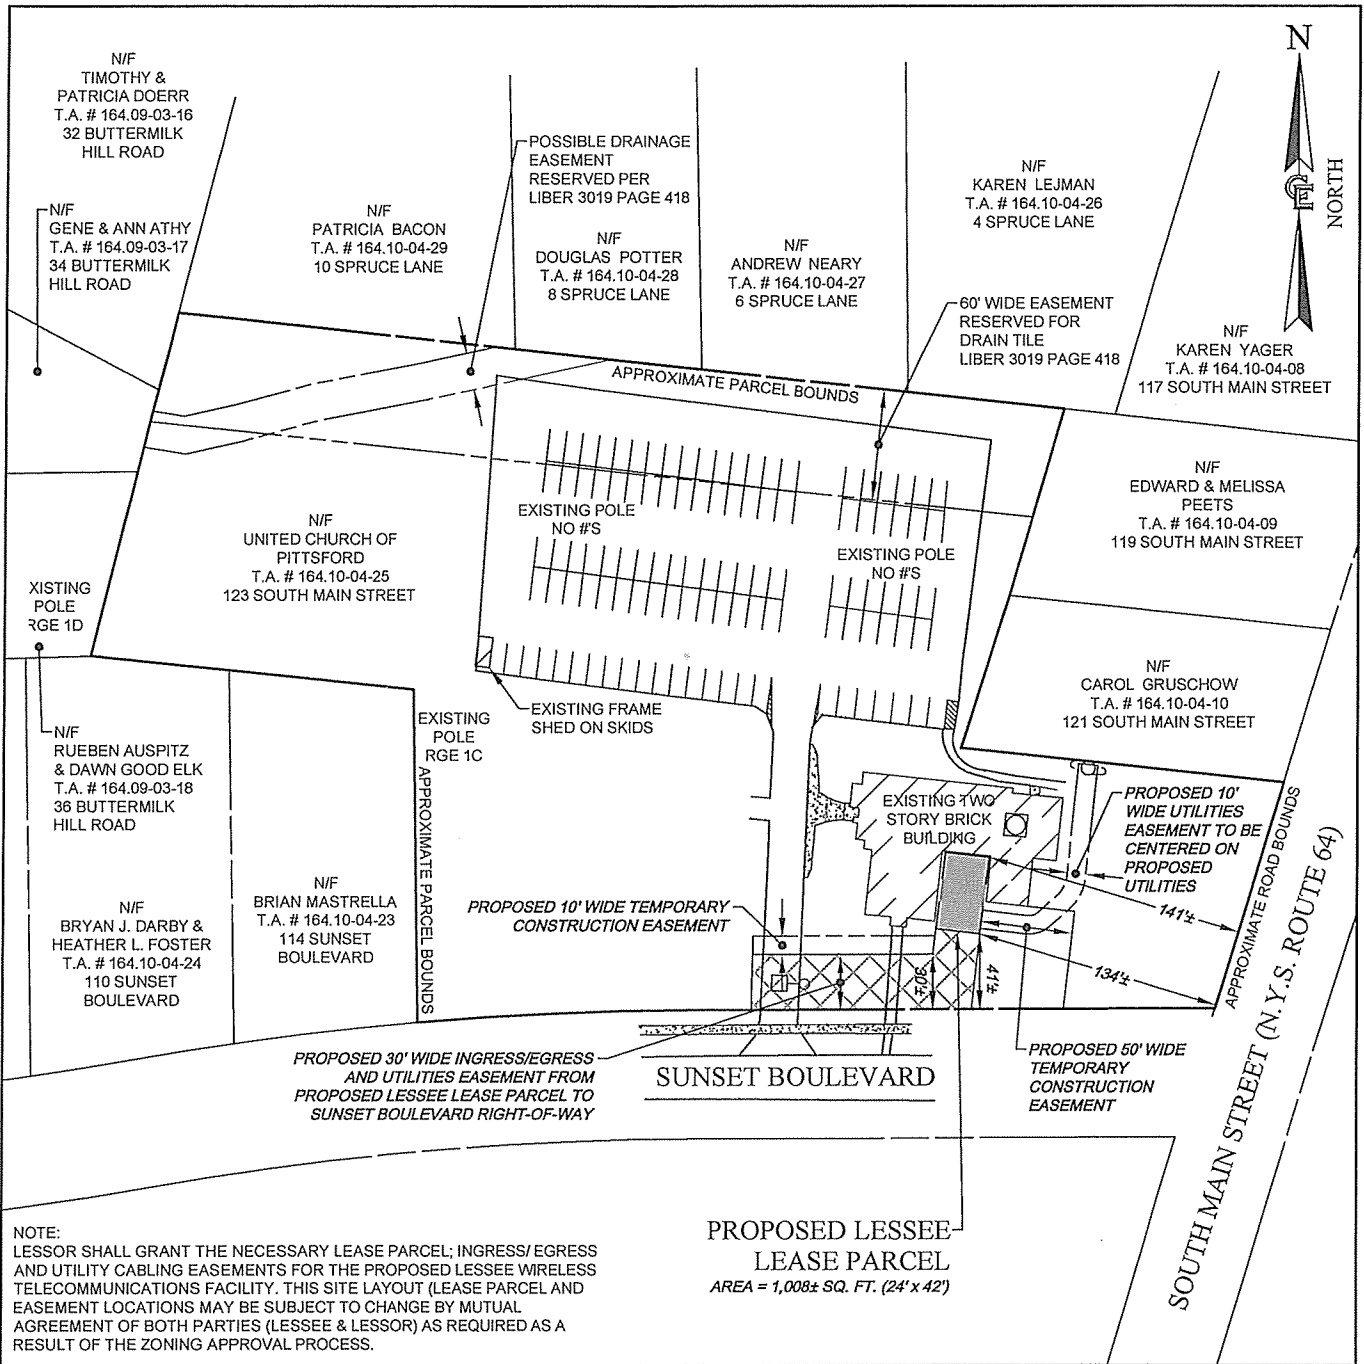 N/F
TIMOTHY &
PATRICIA DOERR
T.A. # 164.09-03-16
32 BUTTERMILK
HILL ROAD
N/F
GENE & ANN ATHY
T.A. # 164.09-03-17
34 BUTTERMILK
HILL ROAD
N/F
PATRICIA BACON
T.A. # 164.10-04-29
10 SPRUCE LANE
POSSIBLE DRAINAGE
EASEMENT
RESERVED PER
LIBER 3019 PAGE 418
N/F
DOUGLAS POTTER
T.A. # 164.10-04-28
8 SPRUCE LANE
N/F
ANDREW NEARY
T.A. # 164.10-04-27
6 SPRUCE LANE
N/F
KAREN LEJMAN
T.A. # 164.10-04-26
4 SPRUCE LANE
N
CE
NORTH
60' WIDE EASEMENT
RESERVED FOR
DRAIN TILE
LIBER 3019 PAGE 418
N/F
KAREN YAGER
T.A. # 164.10-04-08
117 SOUTH MAIN STREET
APPROXIMATE PARCEL BOUNDS
N/F
EDWARD & MELISSA
PEETS
T.A. # 164.10-04-09
119 SOUTH MAIN STREET
N/F
UNITED CHURCH OF
PITTSFORD
T.A. # 164.10-04-25
123 SOUTH MAIN STREET
EXISTING POLE
NO #'S
EXISTING POLE
NO #'S
XISTING
POLE
RGE 1D
N/F
CAROL GRUSCHOW
T.A. # 164.10-04-10
121 SOUTH MAIN STREET
EXISTING FRAME
SHED ON SKIDS
EXISTING
POLE
RGE 1C
APPROXIMATE PARCEL BOUNDS
N/F
RUEBEN AUSPITZ
& DAWN GOOD ELK
T.A. # 164.09-03-18
36 BUTTERMILK
HILL ROAD
EXISTING TWO
STORY BRICK
BUILDING
PROPOSED 10'
WIDE UTILITIES
EASEMENT TO BE
CENTERED ON
PROPOSED
UTILITIES
APPROXIMATE ROAD BOUNDS
N/F
BRYAN J. DARBY &
HEATHER L. FOSTER
T.A. # 164.10-04-24
110 SUNSET
BOULEVARD
N/F
BRIAN MASTRELLA
T.A. # 164.10-04-23
114 SUNSET
BOULEVARD
PROPOSED 10' WIDE TEMPORARY
CONSTRUCTION EASEMENT
141'±
134'±
30'±
41'±
PROPOSED 30' WIDE INGRESS/EGRESS
AND UTILITIES EASEMENT FROM
PROPOSED LESSEE LEASE PARCEL TO
SUNSET BOULEVARD RIGHT-OF-WAY
SUNSET BOULEVARD
PROPOSED 50' WIDE
TEMPORARY
CONSTRUCTION
EASEMENT
SOUTH MAIN STREET (N.Y.S. ROUTE 64)
PROPOSED LESSEE
LEASE PARCEL
AREA = 1,008± SQ. FT. (24' x 42')
NOTE:
LESSOR SHALL GRANT THE NECESSARY LEASE PARCEL; INGRESS/ EGRESS
AND UTILITY CABLING EASEMENTS FOR THE PROPOSED LESSEE WIRELESS
TELECOMMUNICATIONS FACILITY. THIS SITE LAYOUT (LEASE PARCEL AND
EASEMENT LOCATIONS MAY BE SUBJECT TO CHANGE BY MUTUAL
AGREEMENT OF BOTH PARTIES (LESSEE & LESSOR) AS REQUIRED AS A
RESULT OF THE ZONING APPROVAL PROCESS.